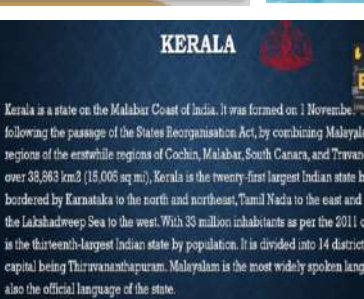 KERALA
Kerala is a state on the Malabar Coast of India. It was formed on 1 November
following the passage of the States Reorganisation Act, by combining Malayala
regions of the erstwhile regions of Cochin, Malabar, South Canara, and Travan
over 38,863 km2 (15,005 sq mi), Kerala is the twenty-first largest Indian state b
bordered by Karnataka to the north and northeast, Tamil Nadu to the east and
the Lakshadweep Sea to the west. With 33 million inhabitants as per the 2011 c
is the thirteenth-largest Indian state by population. It is divided into 14 district
capital being Thiruvananthapuram. Malayalam is the most widely spoken lang
also the official language of the state.